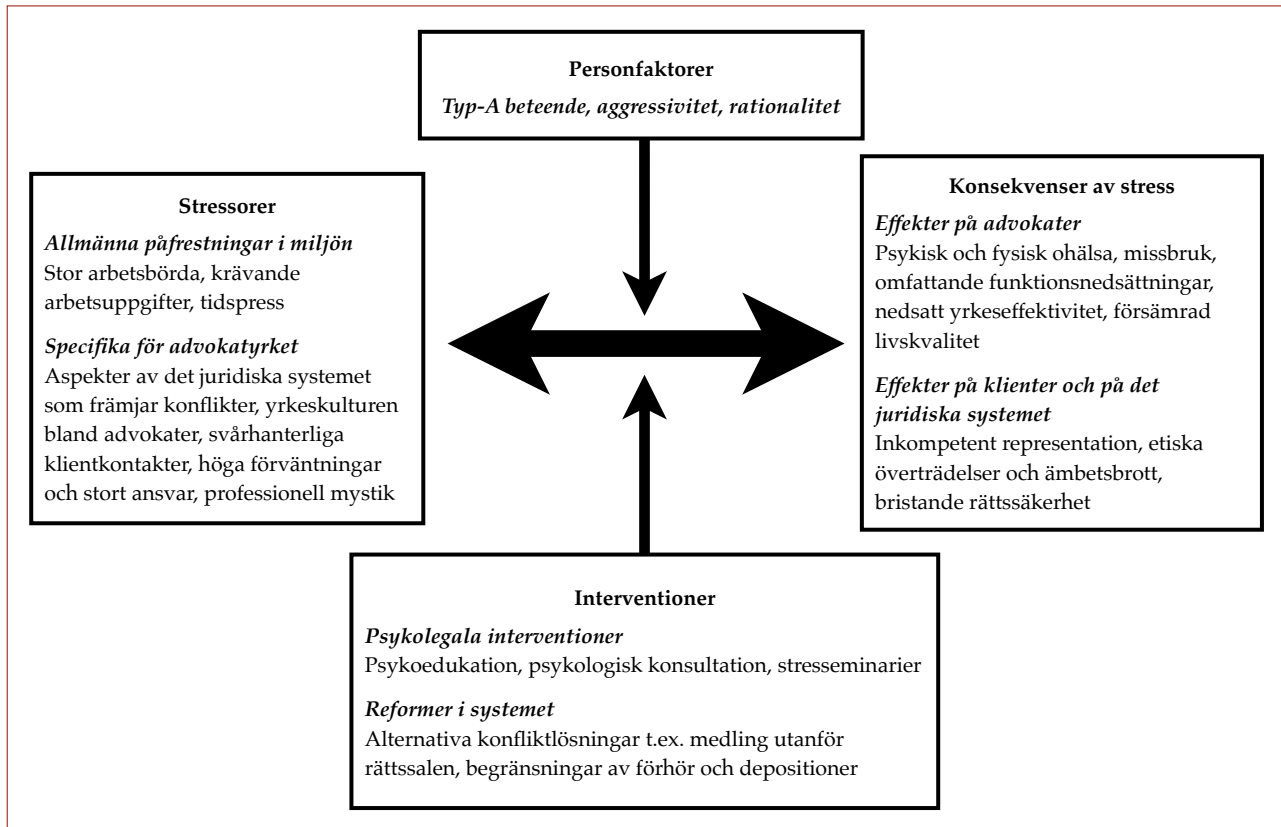 Personfaktorer
Typ-A beteende, aggressivitet, rationalitet
Stressorer
Allmänna påfrestningar i miljön
Stor arbetsbörda, krävande
arbetsuppgifter, tidspress
Specifika för advokatyrket
Aspekter av det juridiska systemet
som främjar konflikter, yrkeskulturen
bland advokater, svårhanterliga
klientkontakter, höga förväntningar
och stort ansvar, professionell mystik
Konsekvenser av stress
Effekter på advokater
Psykisk och fysisk ohälsa, missbruk,
omfattande funktionsnedsättningar,
nedsatt yrkeseffektivitet, försämrad
livskvalitet
Effekter på klienter och på det
juridiska systemet
Inkompetent representation, etiska
överträdelser och ämbetsbrott,
bristande rättssäkerhet
Interventioner
Psykolegala interventioner
Psykoedukation, psykologisk konsultation, stresseminarier
Reformer i systemet
Alternativa konfliktlösningar t.ex. medling utanför
rättssalen, begränsningar av förhör och depositioner